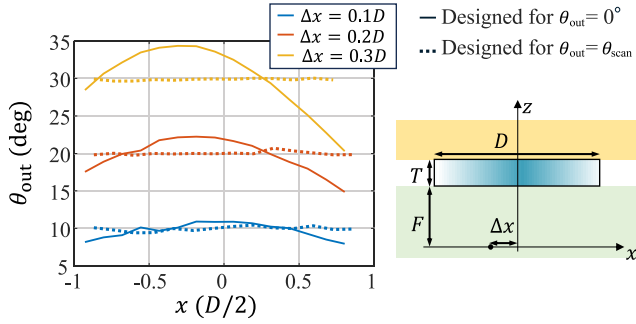 Δx = 0.1D
Δx = 0.2D
Δx = 0.3D
Designed for θout = 0°
Designed for θout = θscan
θout (deg)
35
30
25
20
15
10
5
-1
-0.5
0
0.5
1
x (D/2)
z
D
T
F
Δx
x